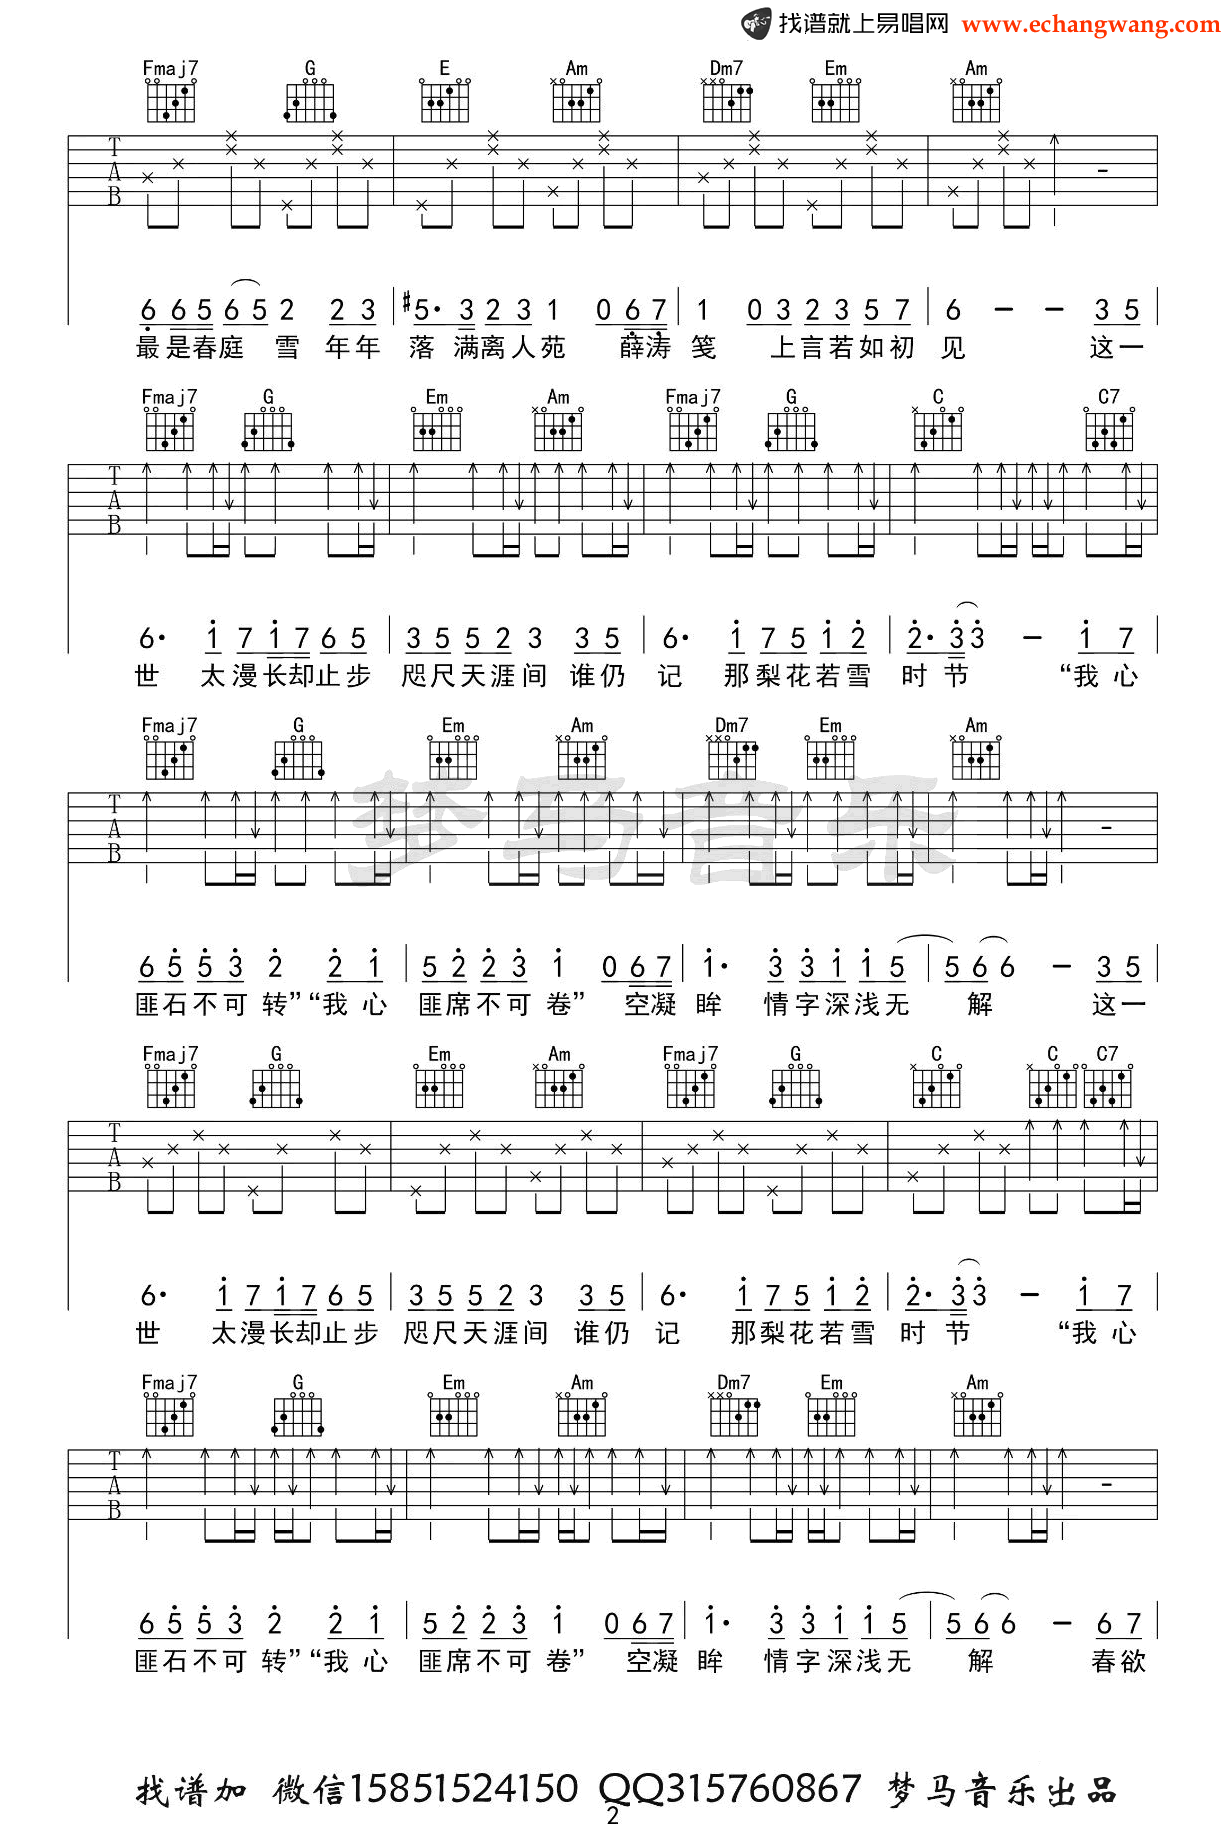 找谱就上易唱网 www.echangwang.com
Fmaj7 G E Am Dm7 Em Am
T
A
B
6 6 5 6 5 2 2 3 #5· 3 2 3 1 0 6 7 1 0 3 2 3 5 7 6 – – 3 5
最是春庭 雪 年年 落 满离人苑 薛涛 笺 上言若如初 见 这一
Fmaj7 G Em Am Fmaj7 G C C7
T
A
B
6· 1 7 1 7 6 5 3 5 5 2 3 3 5 6· 1 7 5 1 2 2· 3 3 – 1 7
世 太漫长却止步 咫尺天涯间 谁仍 记 那梨花若雪 时 节 “我 心
Fmaj7 G Em Am Dm7 Em Am
T
A
B
梦马音乐
6 5 5 3 2 2 1 5 2 2 3 1 0 6 7 1· 3 3 1 1 5 5 6 6 – 3 5
匪石不可 转”“我 心 匪席不可 卷” 空凝 眸 情字深浅无 解 这一
Fmaj7 G Em Am Fmaj7 G C C C7
T
A
B
6· 1 7 1 7 6 5 3 5 5 2 3 3 5 6· 1 7 5 1 2 2· 3 3 – 1 7
世 太漫长却止步 咫尺天涯间 谁仍 记 那梨花若雪 时 节 “我 心
Fmaj7 G Em Am Dm7 Em Am
T
A
B
6 5 5 3 2 2 1 5 2 2 3 1 0 6 7 1· 3 3 1 1 5 5 6 6 – 6 7
匪石不可 转”“我 心 匪席不可 卷” 空凝 眸 情字深浅无 解 春欲
找谱加 微信15851524150 QQ315760867 梦马音乐出品
2